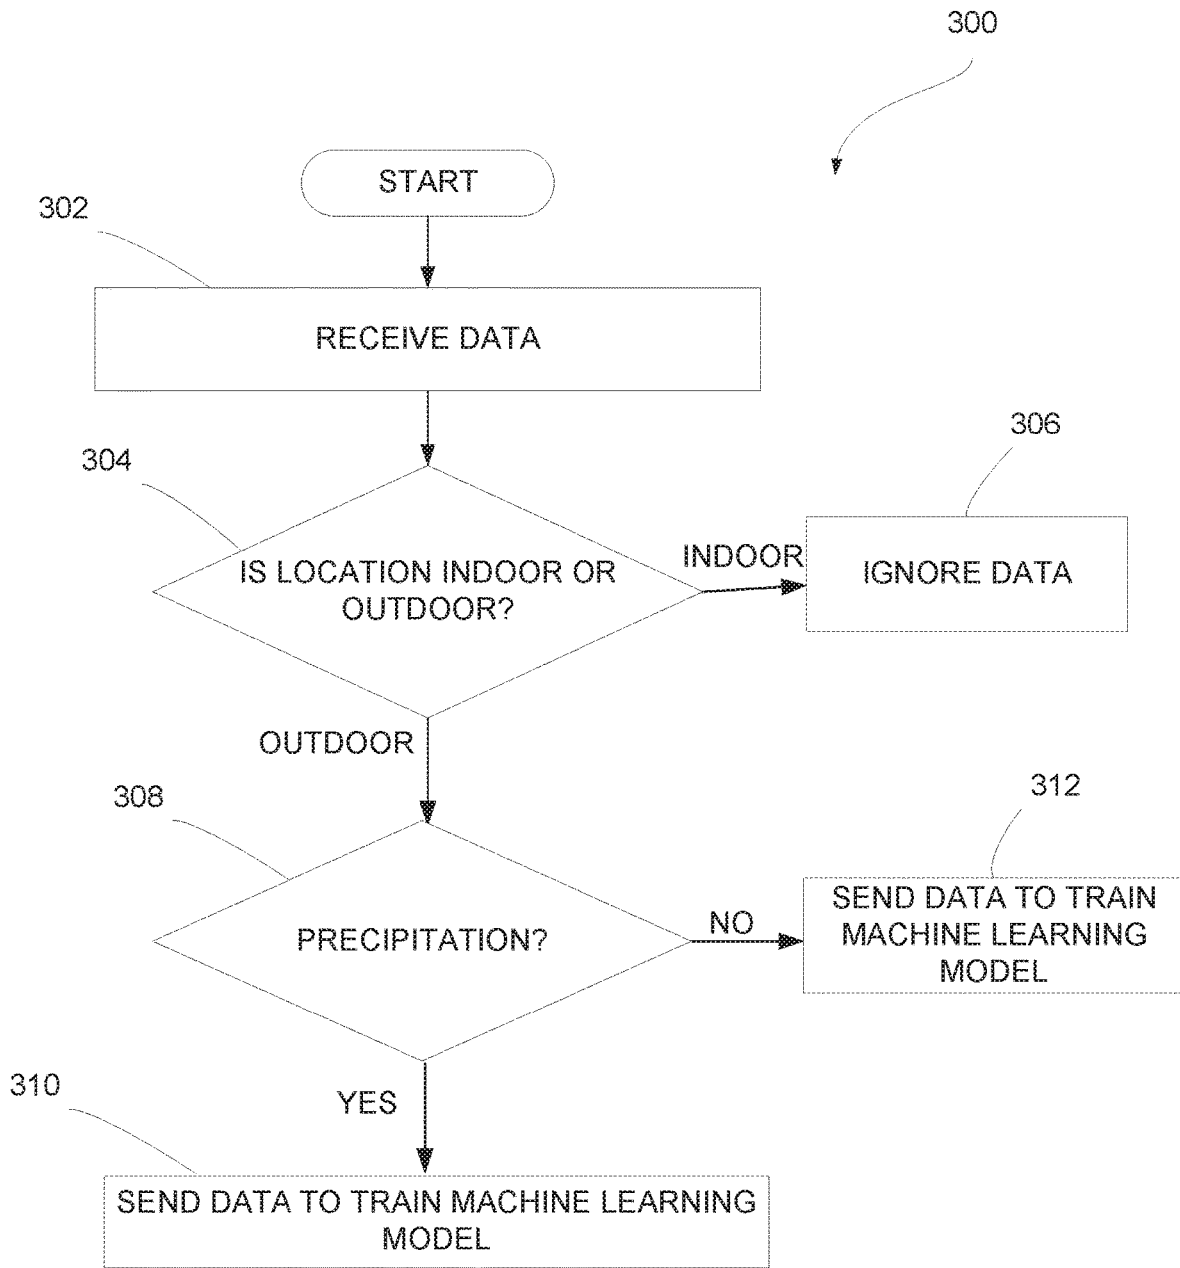 300
START
302
RECEIVE DATA
304
306
IS LOCATION INDOOR OR
OUTDOOR?
INDOOR
IGNORE DATA
OUTDOOR
308
312
PRECIPITATION?
NO
SEND DATA TO TRAIN
MACHINE LEARNING
MODEL
310
YES
SEND DATA TO TRAIN MACHINE LEARNING
MODEL